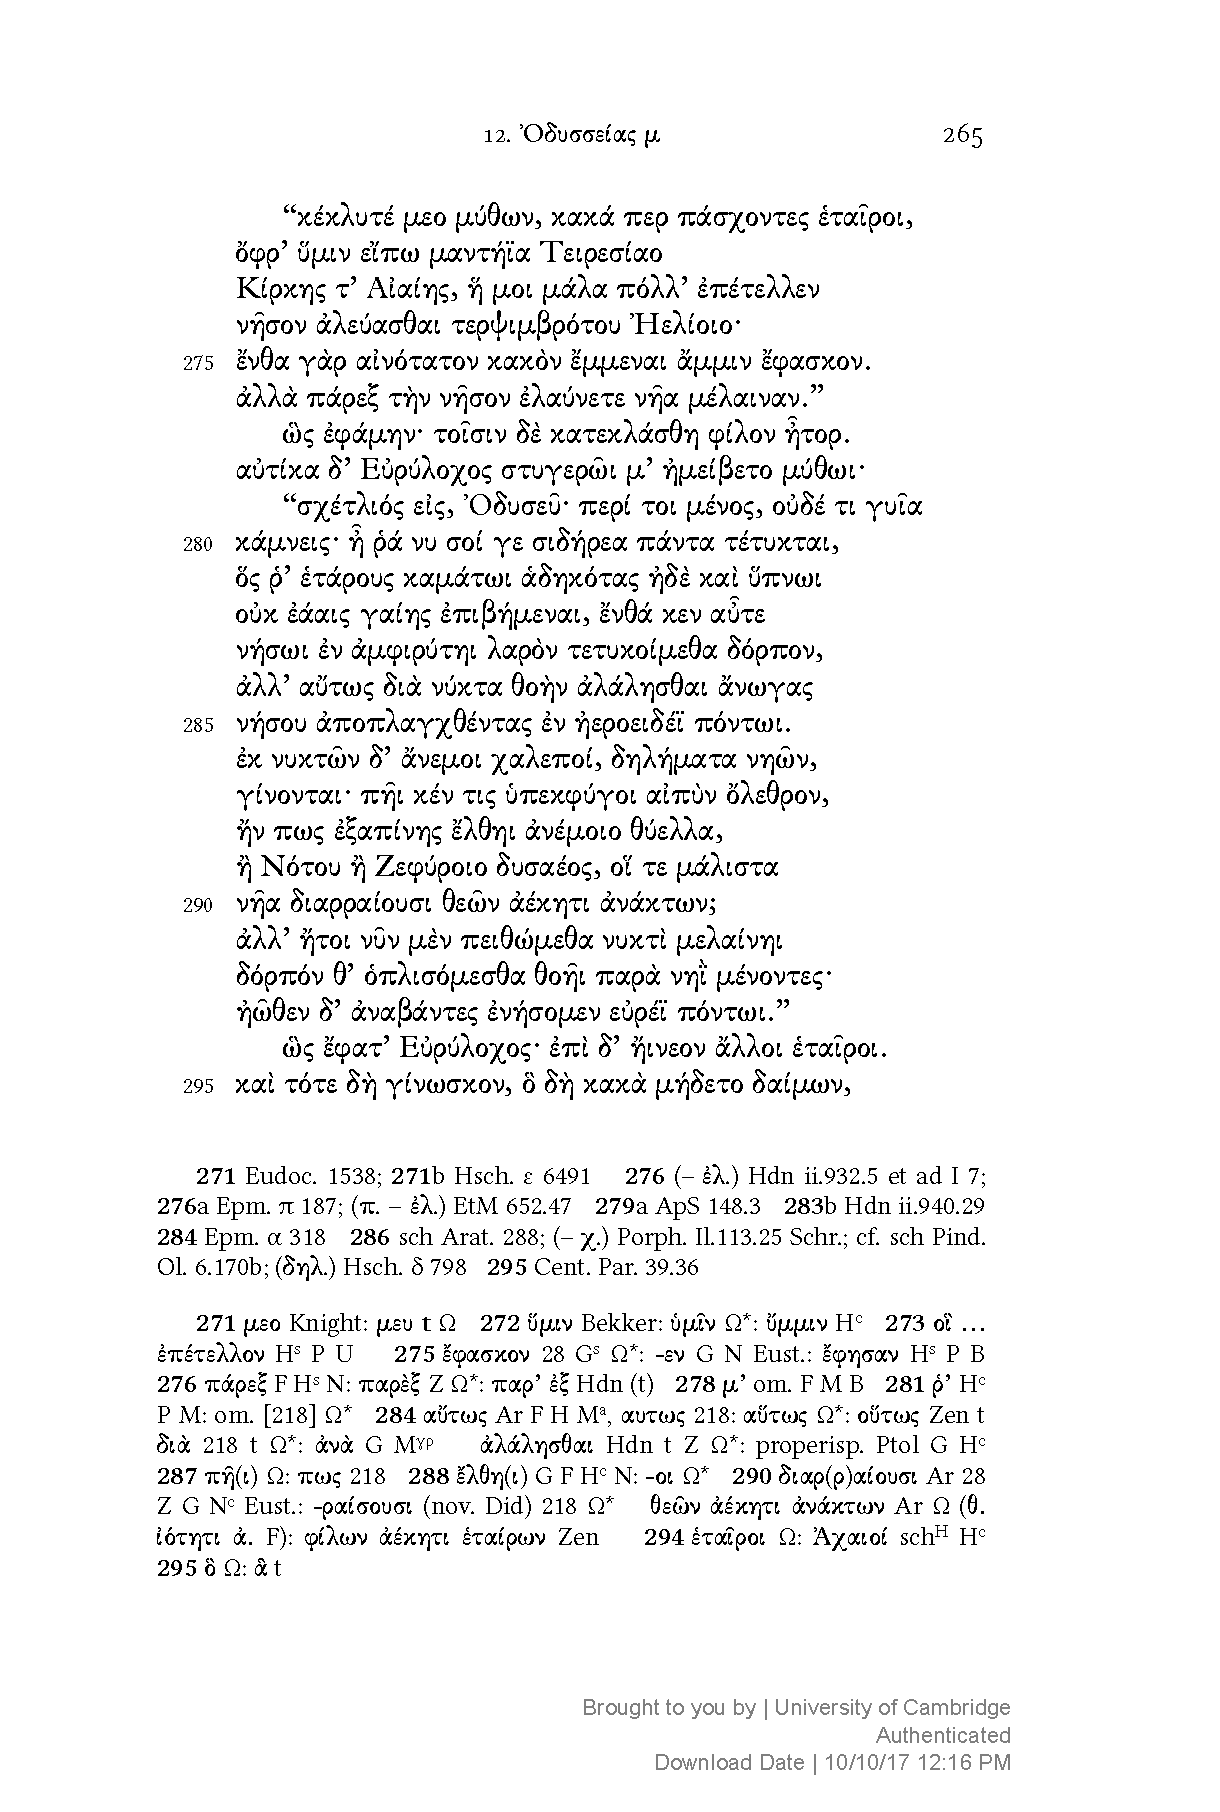 12. Ὀδυσσείας μ 265
“κέκλυτέ μεο μύθων, κακά περ πάσχοντες ἑταῖροι,
ὄφρ’ ὕμιν εἴπω μαντήϊα Τειρεσίαο
Κίρκης τ’ Αἰαίης, ἥ μοι μάλα πόλλ’ ἐπέτελλεν
νῆσον ἀλεύασθαι τερψιμβρότου Ἠελίοιο·
275 ἔνθα γὰρ αἰνότατον κακὸν ἔμμεναι ἄμμιν ἔφασκον.
ἀλλὰ πάρεξ τὴν νῆσον ἐλαύνετε νῆα μέλαιναν.”
ὣς ἐφάμην· τοῖσιν δὲ κατεκλάσθη φίλον ἦτορ.
αὐτίκα δ’ Εὐρύλοχος στυγερῶι μ’ ἠμείβετο μύθωι·
“σχέτλιός εἰς, Ὀδυσεῦ· περί τοι μένος, οὐδέ τι γυῖα
280 κάμνεις· ἦ ῥά νυ σοί γε σιδήρεα πάντα τέτυκται,
ὅς ῥ’ ἑτάρους καμάτωι ἁδηκότας ἠδὲ καὶ ὕπνωι
οὐκ ἐάαις γαίης ἐπιβήμεναι, ἔνθά κεν αὖτε
νήσωι ἐν ἀμφιρύτηι λαρὸν τετυκοίμεθα δόρπον,
ἀλλ’ αὔτως διὰ νύκτα θοὴν ἀλάλησθαι ἄνωγας
285 νήσου ἀποπλαγχθέντας ἐν ἠεροειδέϊ πόντωι.
ἐκ νυκτῶν δ’ ἄνεμοι χαλεποί, δηλήματα νηῶν,
γίνονται· πῆι κέν τις ὑπεκφύγοι αἰπὺν ὄλεθρον,
ἤν πως ἐξαπίνης ἔλθηι ἀνέμοιο θύελλα,
ἢ Νότου ἢ Ζεφύροιο δυσαέος, οἵ τε μάλιστα
290 νῆα διαρραίουσι θεῶν ἀέκητι ἀνάκτων;
ἀλλ’ ἤτοι νῦν μὲν πειθώμεθα νυκτὶ μελαίνηι
δόρπόν θ’ ὁπλισόμεσθα θοῆι παρὰ νηῒ μένοντες·
ἠῶθεν δ’ ἀναβάντες ἐνήσομεν εὐρέϊ πόντωι.”
ὣς ἔφατ’ Εὐρύλοχος· ἐπὶ δ’ ἤινεον ἄλλοι ἑταῖροι.
295 καὶ τότε δὴ γίνωσκον, ὃ δὴ κακὰ μήδετο δαίμων,
271 Eudoc. 1538; 271b Hsch. ε 6491 276 (– ἐλ.) Hdn ii.932.5 et ad I 7;
276a Epm. π 187; (π. – ἐλ.) EtM 652.47 279a ApS 148.3 283b Hdn ii.940.29
284 Epm. α 318 286 sch Arat. 288; (– χ.) Porph. Il.113.25 Schr.; cf. sch Pind.
Ol. 6.170b; (δηλ.) Hsch. δ 798 295 Cent. Par. 39.36
271 μεο Knight: μευ t Ω 272 ὕμιν Bekker: ὑμῖν Ω*: ὔμμιν Hᶜ 273 οἳ …
ἐπέτελλον Hˢ P U 275 ἔφασκον 28 Gˢ Ω*: -εν G N Eust.: ἔφησαν Hˢ P B
276 πάρεξ F Hˢ N: παρὲξ Z Ω*: παρ’ ἐξ Hdn (t) 278 μ’ om. F M B 281 ῥ’ Hᶜ
P M: om. [218] Ω* 284 αὔτως Ar F H Mᵃ, αυτως 218: αὕτως Ω*: οὕτως Zen t
διὰ 218 t Ω*: ἀνὰ G Mᵞᵖ ἀλάλησθαι Hdn t Z Ω*: properisp. Ptol G Hᶜ
287 πῆ(ι) Ω: πως 218 288 ἔλθη(ι) G F Hᶜ N: -οι Ω* 290 διαρ(ρ)αίουσι Ar 28
Z G Nᶜ Eust.: -ραίσουσι (nov. Did) 218 Ω* θεῶν ἀέκητι ἀνάκτων Ar Ω (θ.
ἰότητι ἀ. F): φίλων ἀέκητι ἑταίρων Zen 294 ἑταῖροι Ω: Ἀχαιοί schᴴ Hᶜ
295 ὃ Ω: ἃ t
Brought to you by | University of Cambridge
Authenticated
Download Date | 10/10/17 12:16 PM